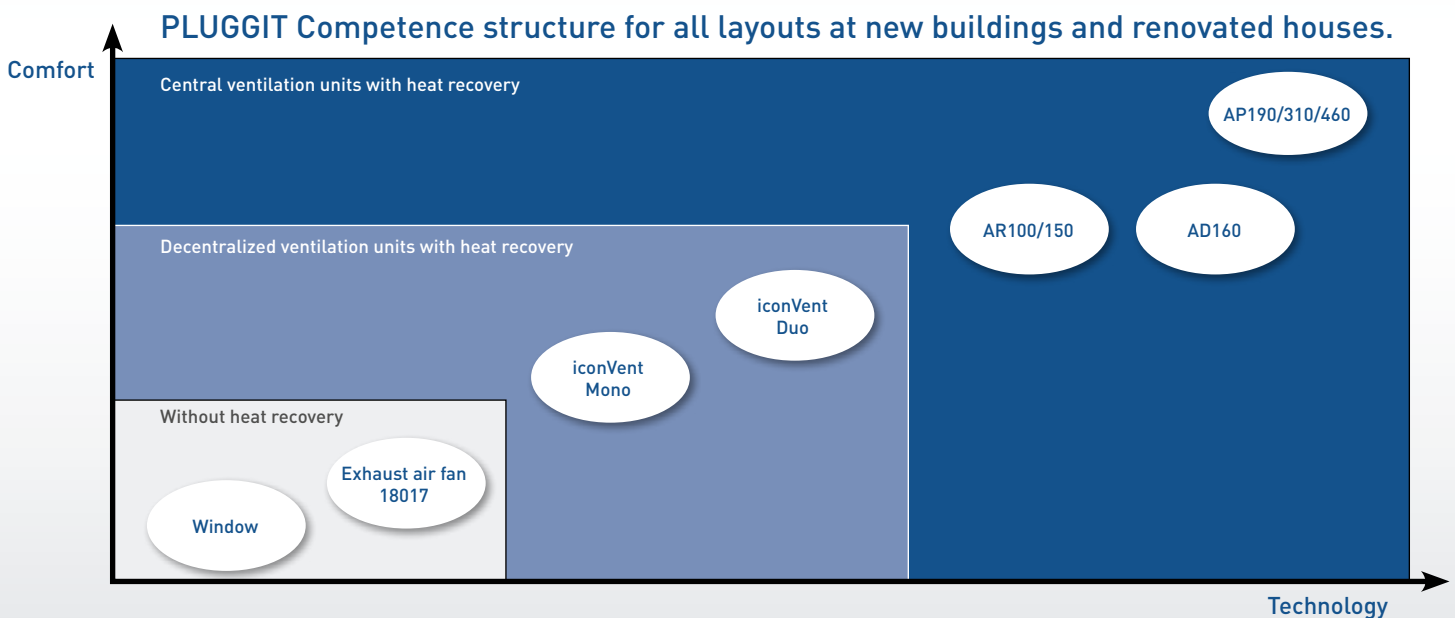 PLUGGIT Competence structure for all layouts at new buildings and renovated houses.
Comfort
Central ventilation units with heat recovery
AP190/310/460
AR100/150
AD160
Decentralized ventilation units with heat recovery
iconVent
Duo
iconVent
Mono
Without heat recovery
Exhaust air fan
18017
Window
Technology